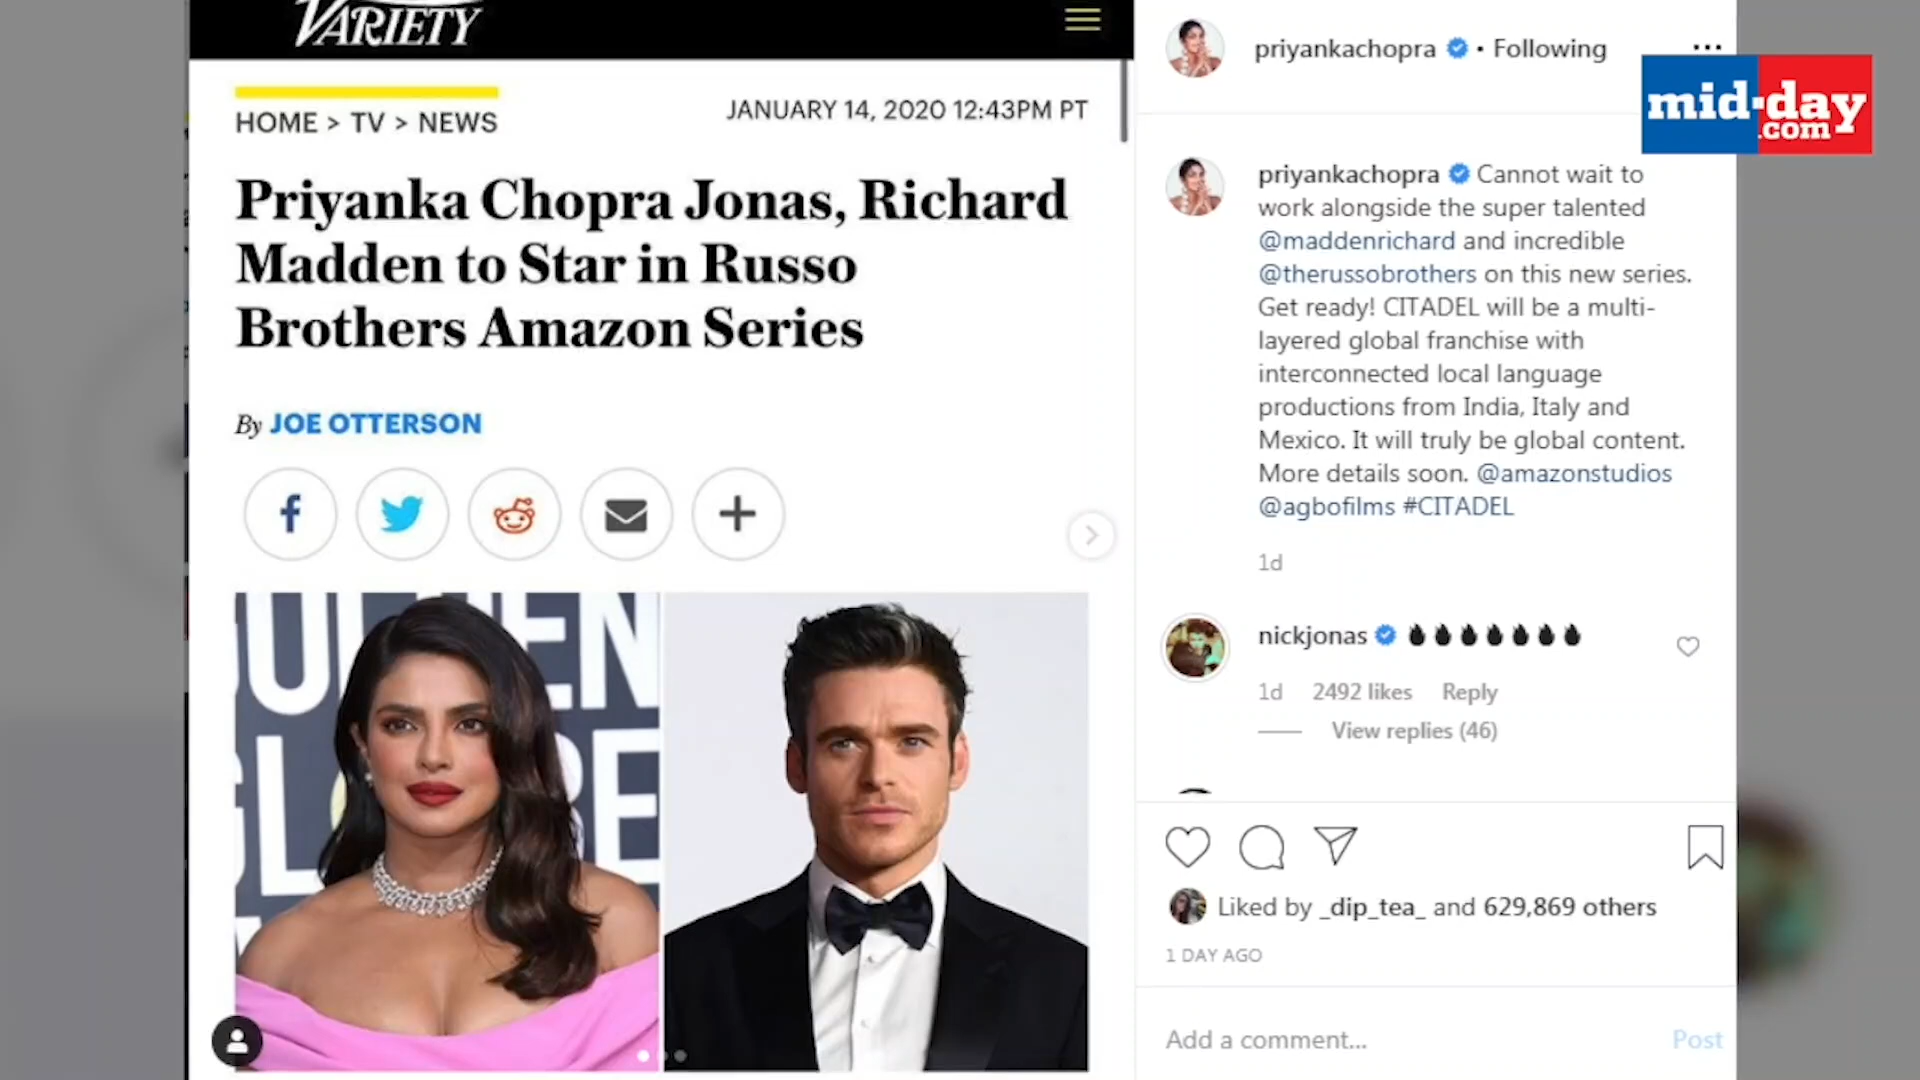 VARIETY
HOME > TV > NEWS
JANUARY 14, 2020 12:43PM PT
Priyanka Chopra Jonas, Richard
Madden to Star in Russo
Brothers Amazon Series
By JOE OTTERSON
GOLDEN
GLOBE
priyankachopra • Following
mid-day
.com
priyankachopra Cannot wait to
work alongside the super talented
@maddenrichard and incredible
@therussobrothers on this new series.
Get ready! CITADEL will be a multi-
layered global franchise with
interconnected local language
productions from India, Italy and
Mexico. It will truly be global content.
More details soon. @amazonstudios
@agbofilms #CITADEL
1d
nickjonas
1d 2492 likes Reply
View replies (46)
Liked by _dip_tea_ and 629,869 others
1 DAY AGO
Add a comment... Post